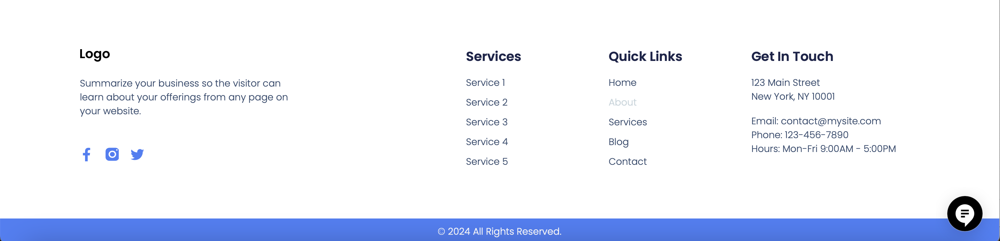 Logo
Summarize your business so the visitor can
learn about your offerings from any page on
your website.
Services
Service 1
Service 2
Service 3
Service 4
Service 5
Quick Links
Home
About
Services
Blog
Contact
Get In Touch
123 Main Street
New York, NY 10001
Email: contact@mysite.com
Phone: 123-456-7890
Hours: Mon-Fri 9:00AM - 5:00PM
© 2024 All Rights Reserved.